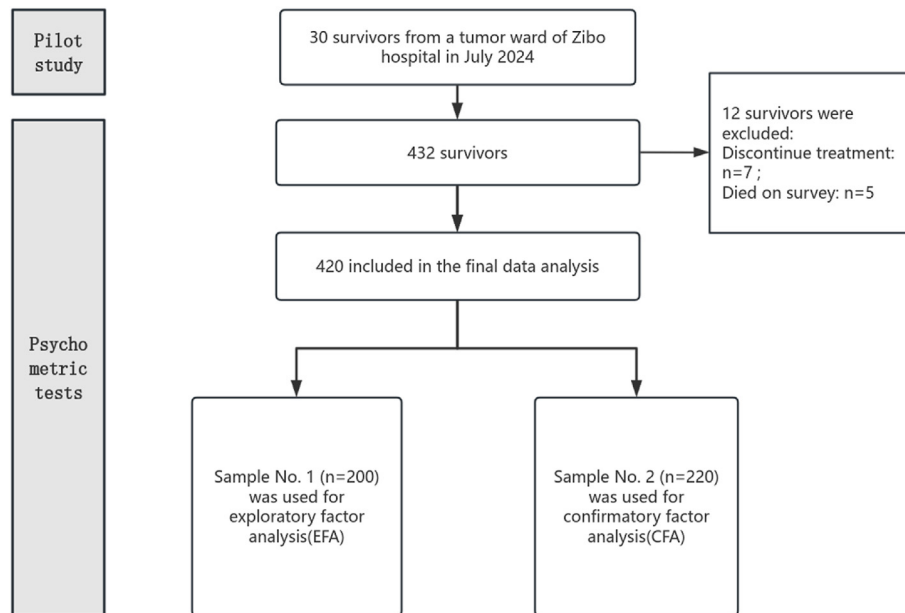 Pilot
study
30 survivors from a tumor ward of Zibo
hospital in July 2024
432 survivors
12 survivors were
excluded:
Discontinue treatment:
n=7 ;
Died on survey: n=5
420 included in the final data analysis
Psycho
metric
tests
Sample No. 1 (n=200)
was used for
exploratory factor
analysis(EFA)
Sample No. 2 (n=220)
was used for
confirmatory factor
analysis(CFA)